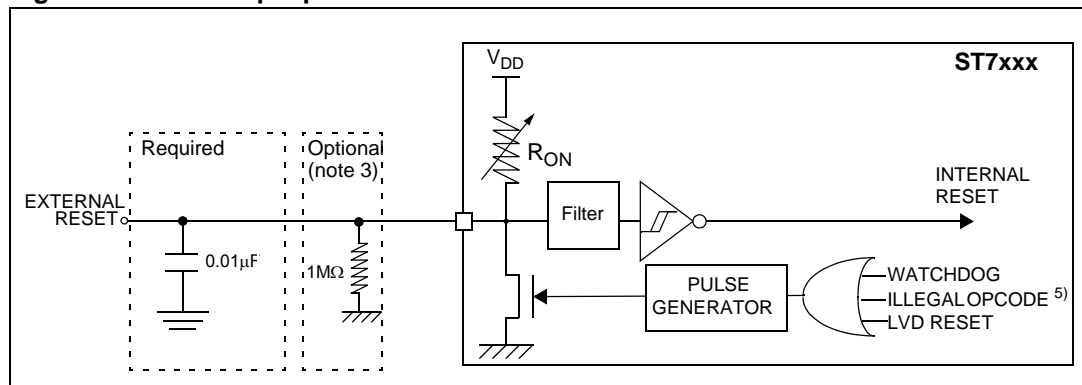 ST7xxx
VDD
RON
Required
Optional
(note 3)
EXTERNAL
RESET
0.01μF
1MΩ
Filter
INTERNAL
RESET
PULSE
GENERATOR
WATCHDOG
ILLEGAL OPCODE 5)
LVD RESET